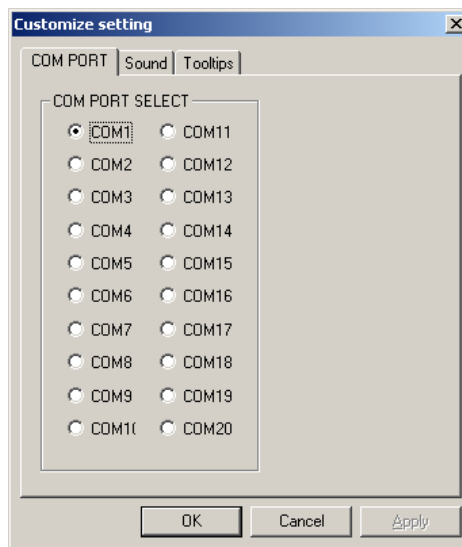 Customize setting
COM PORT Sound Tooltips
COM PORT SELECT
COM1 COM11
COM2 COM12
COM3 COM13
COM4 COM14
COM5 COM15
COM6 COM16
COM7 COM17
COM8 COM18
COM9 COM19
COM1( COM20
OK Cancel Apply